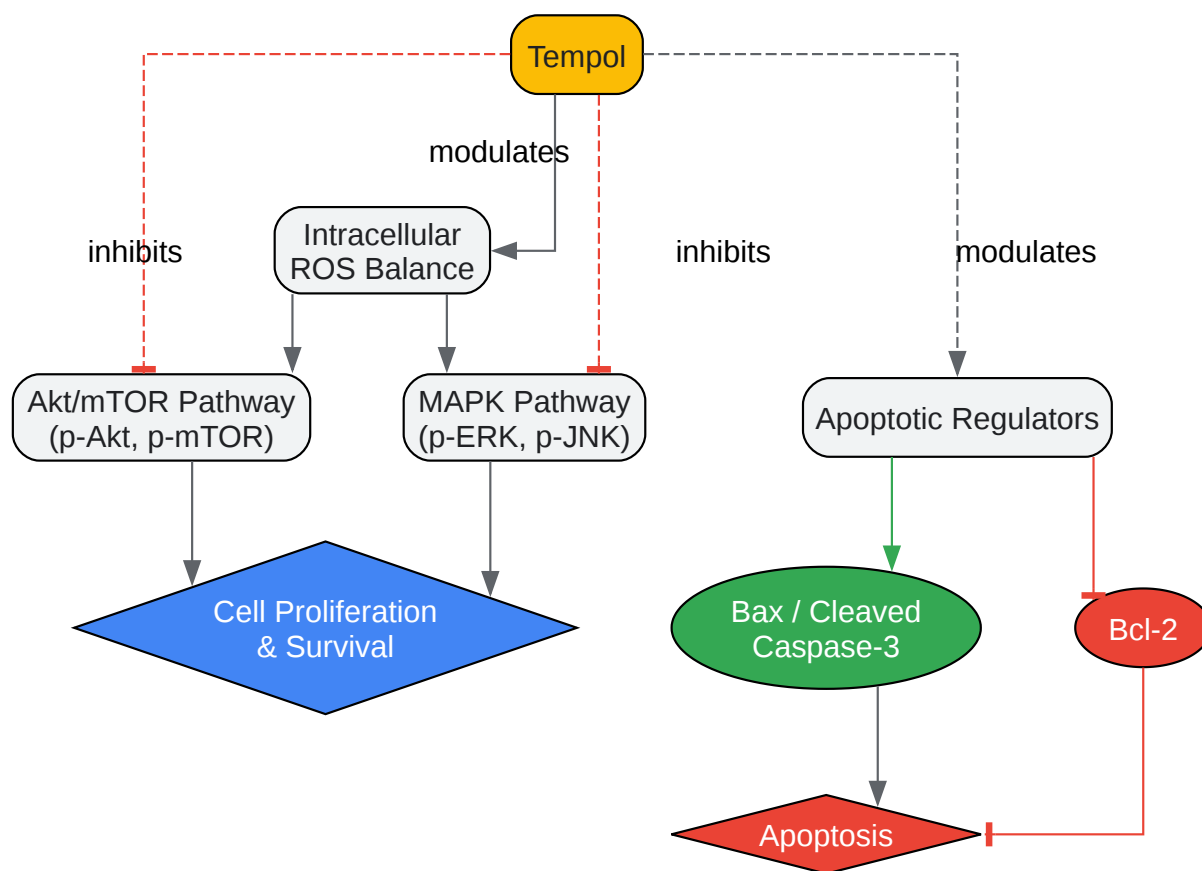 Tempol
modulates
inhibits
Intracellular
ROS Balance
inhibits
modulates
Akt/mTOR Pathway
(p-Akt, p-mTOR)
MAPK Pathway
(p-ERK, p-JNK)
Apoptotic Regulators
Cell Proliferation
& Survival
Bax / Cleaved
Caspase-3
Bcl-2
Apoptosis